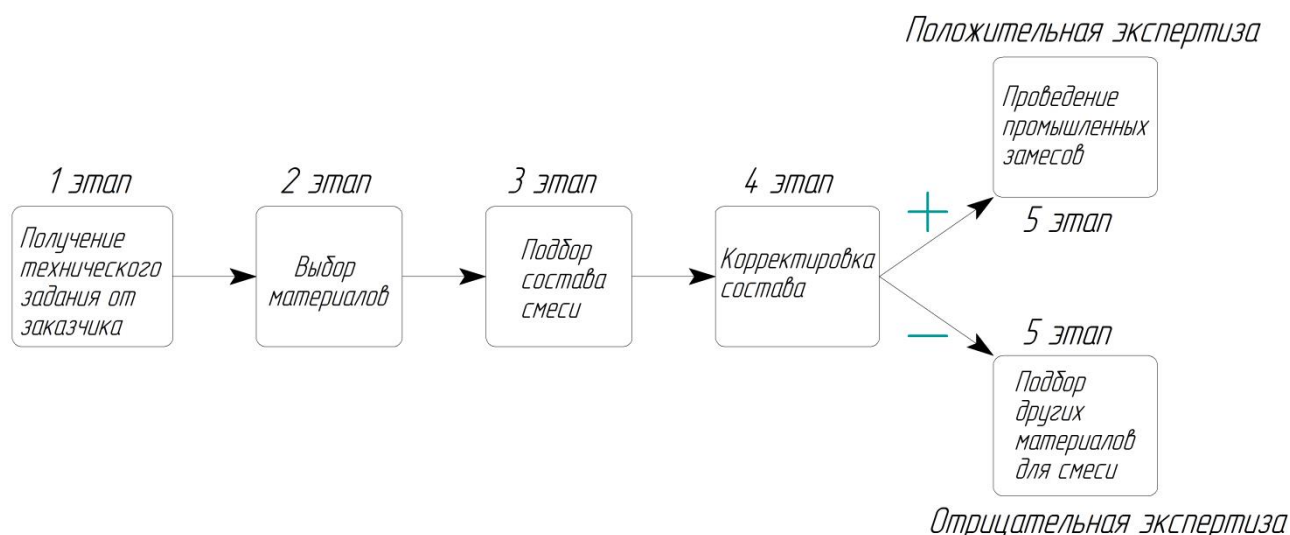 Положительная экспертиза
Проведение
промышленных
замесов
5 этап
1 этап
Получение
технического
задания от
заказчика
2 этап
Выбор
материалов
3 этап
Подбор
состава
смеси
4 этап
Корректировка
состава
+
−
5 этап
Подбор
других
материалов
для смеси
Отрицательная экспертиза